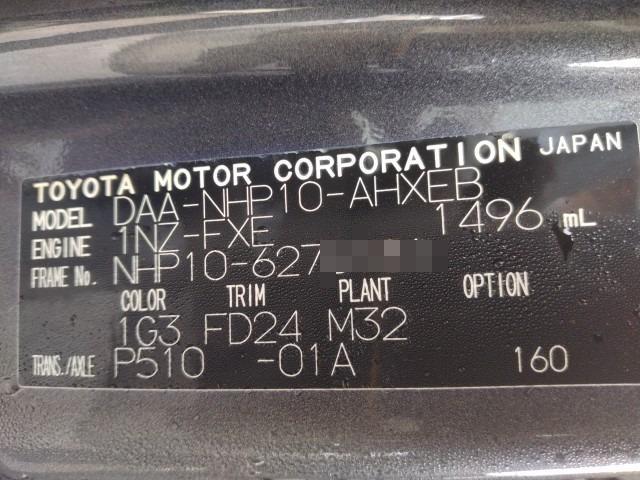 TOYOTA MOTOR CORPORATION JAPAN
MODEL DAA-NHP10-AHXEB
ENGINE 1NZ-FXE 1496 mL
FRAME No. NHP10-627
COLOR TRIM PLANT OPTION
1G3 FD24 M32
TRANS./AXLE P510 -01A 160